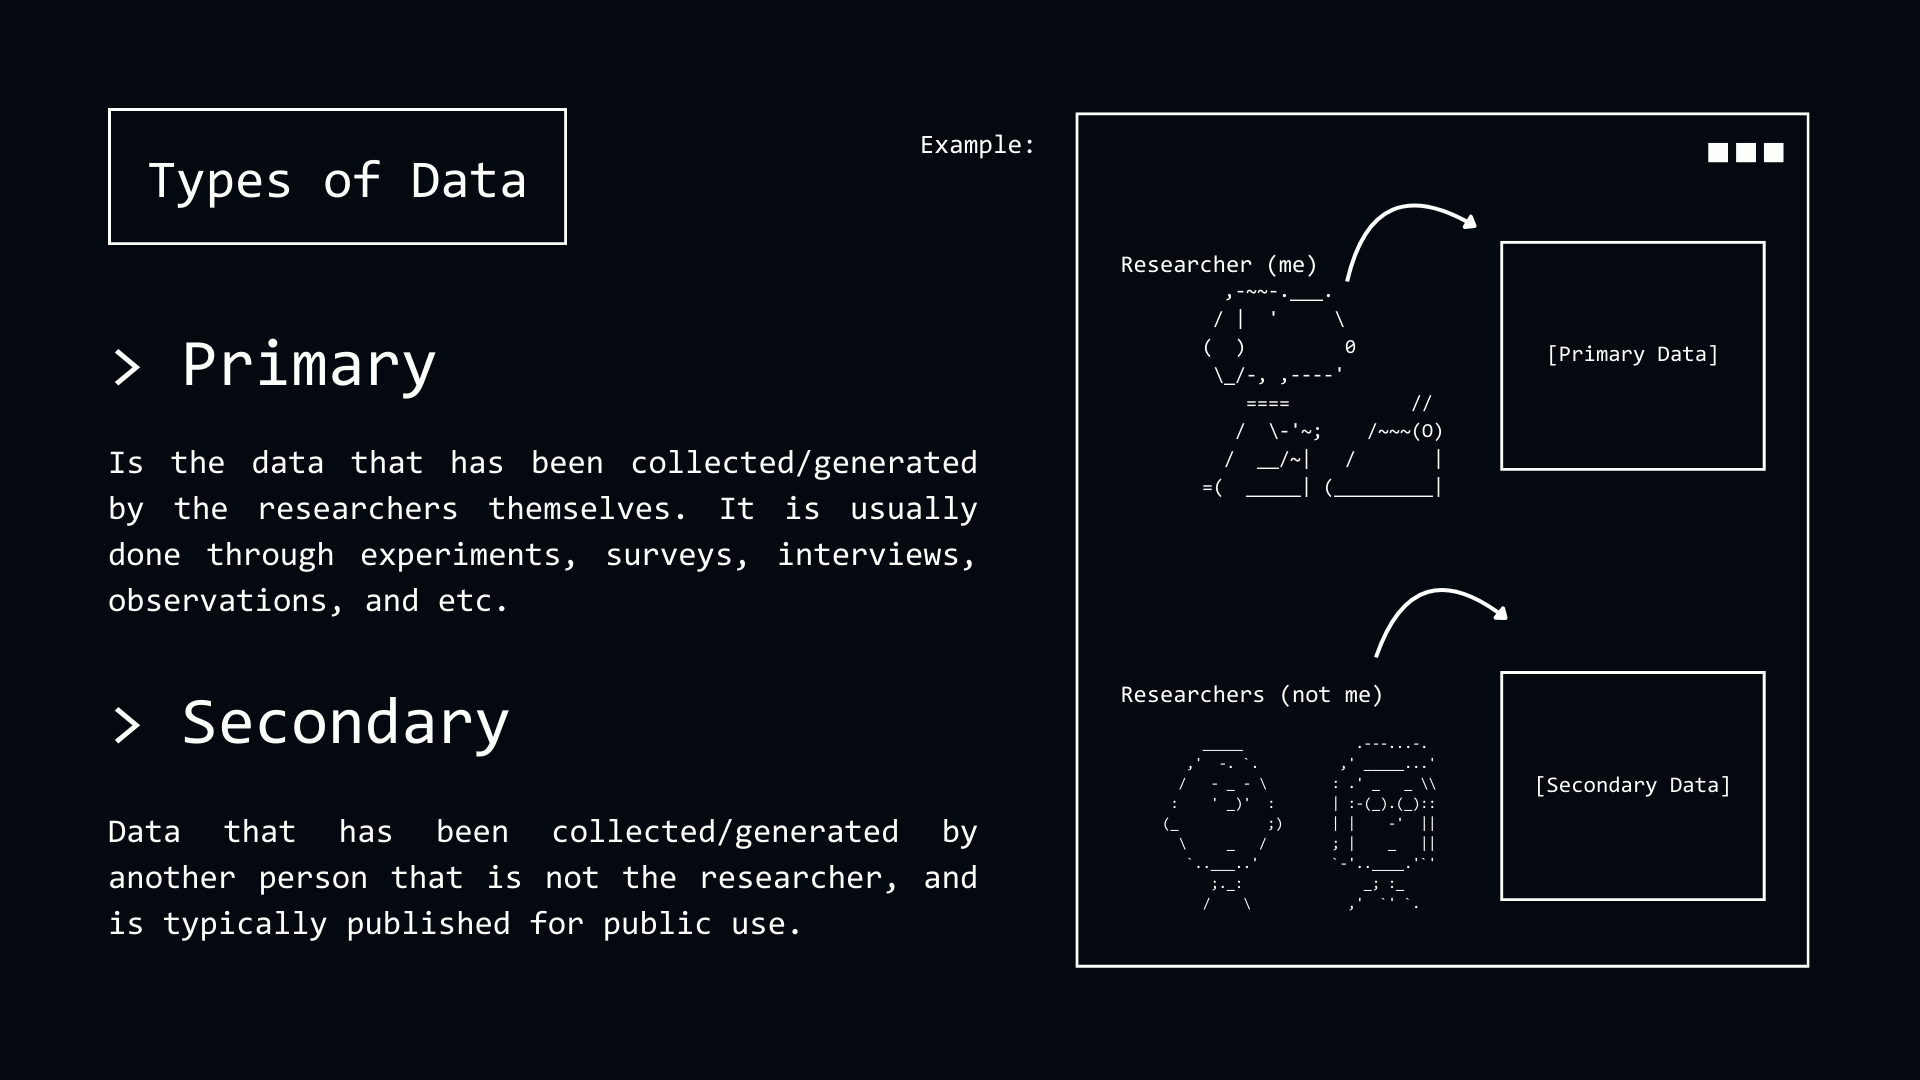 Types of Data
> Primary
Is the data that has been collected/generated
by the researchers themselves. It is usually
done through experiments, surveys, interviews,
observations, and etc.
> Secondary
Data that has been collected/generated by
another person that is not the researcher, and
is typically published for public use.
Example:
Researcher (me)
[Primary Data]
Researchers (not me)
[Secondary Data]